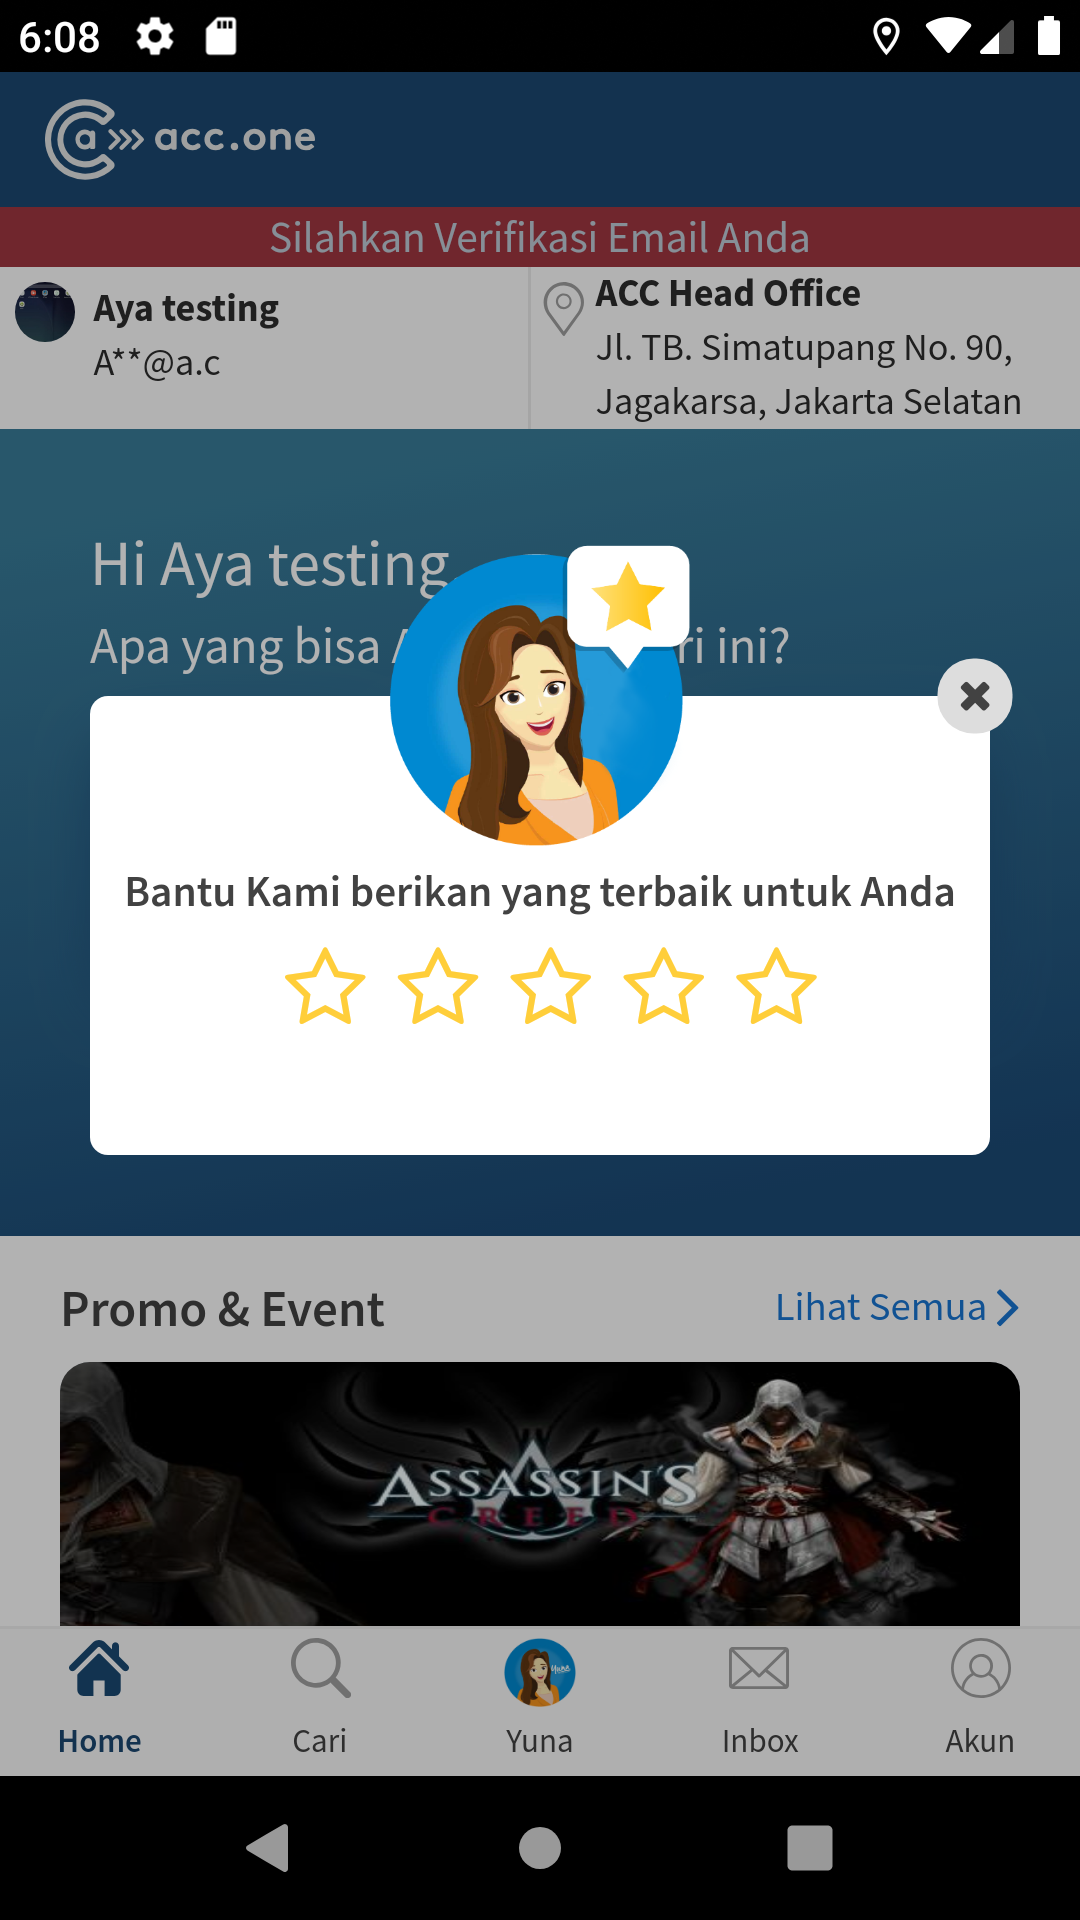 6:08
a acc.one
Silahkan Verifikasi Email Anda
Aya testing
A**@a.c
ACC Head Office
Jl. TB. Simatupang No. 90,
Jagakarsa, Jakarta Selatan
Hi Aya testing
Apa yang bisa ri ini?
Bantu Kami berikan yang terbaik untuk Anda
Promo & Event
Lihat Semua
ASSASSIN'S
CREED
Home
Cari
Yuna
Inbox
Akun